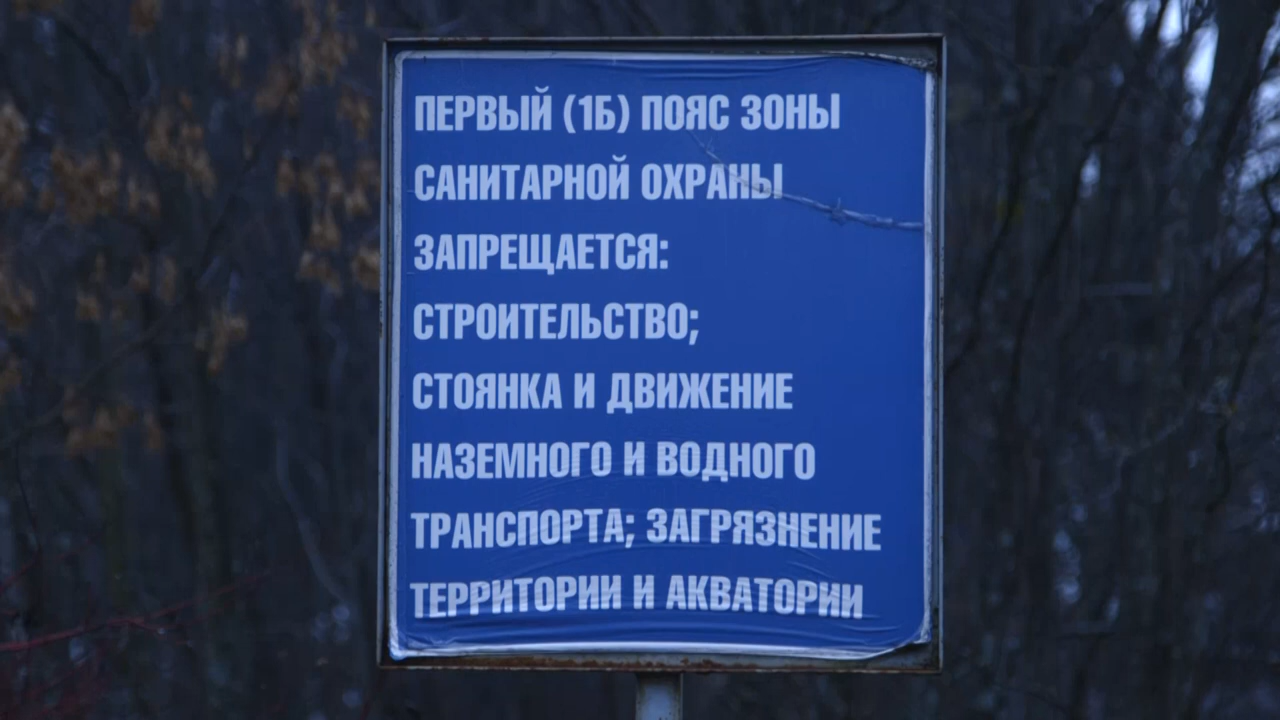 ПЕРВЫЙ (1Б) ПОЯС ЗОНЫ
САНИТАРНОЙ ОХРАНЫ
ЗАПРЕЩАЕТСЯ:
СТРОИТЕЛЬСТВО;
СТОЯНКА И ДВИЖЕНИЕ
НАЗЕМНОГО И ВОДНОГО
ТРАНСПОРТА; ЗАГРЯЗНЕНИЕ
ТЕРРИТОРИИ И АКВАТОРИИ